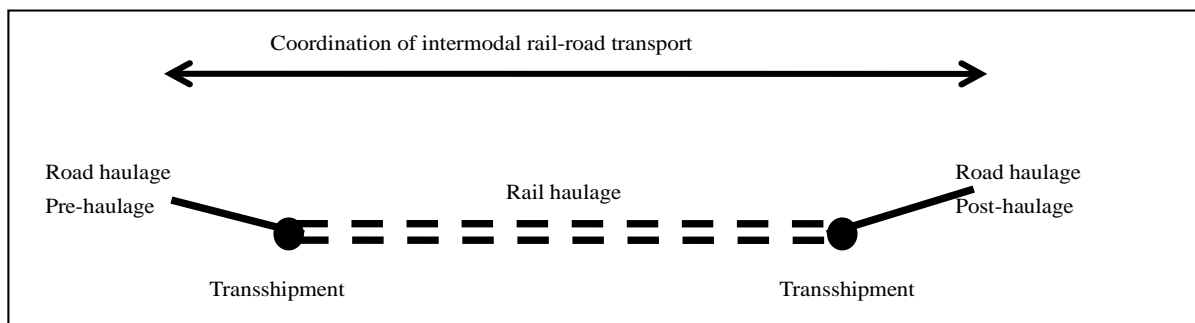 Coordination of intermodal rail-road transport
Road haulage
Pre-haulage
Rail haulage
Road haulage
Post-haulage
Transshipment
Transshipment